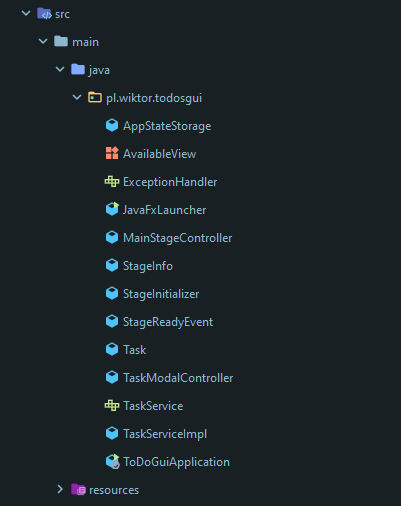 src
main
java
pl.wiktor.todosgui
AppStateStorage
AvailableView
ExceptionHandler
JavaFxLauncher
MainStageController
StageInfo
StageInitializer
StageReadyEvent
Task
TaskModalController
TaskService
TaskServiceImpl
ToDoGuiApplication
resources